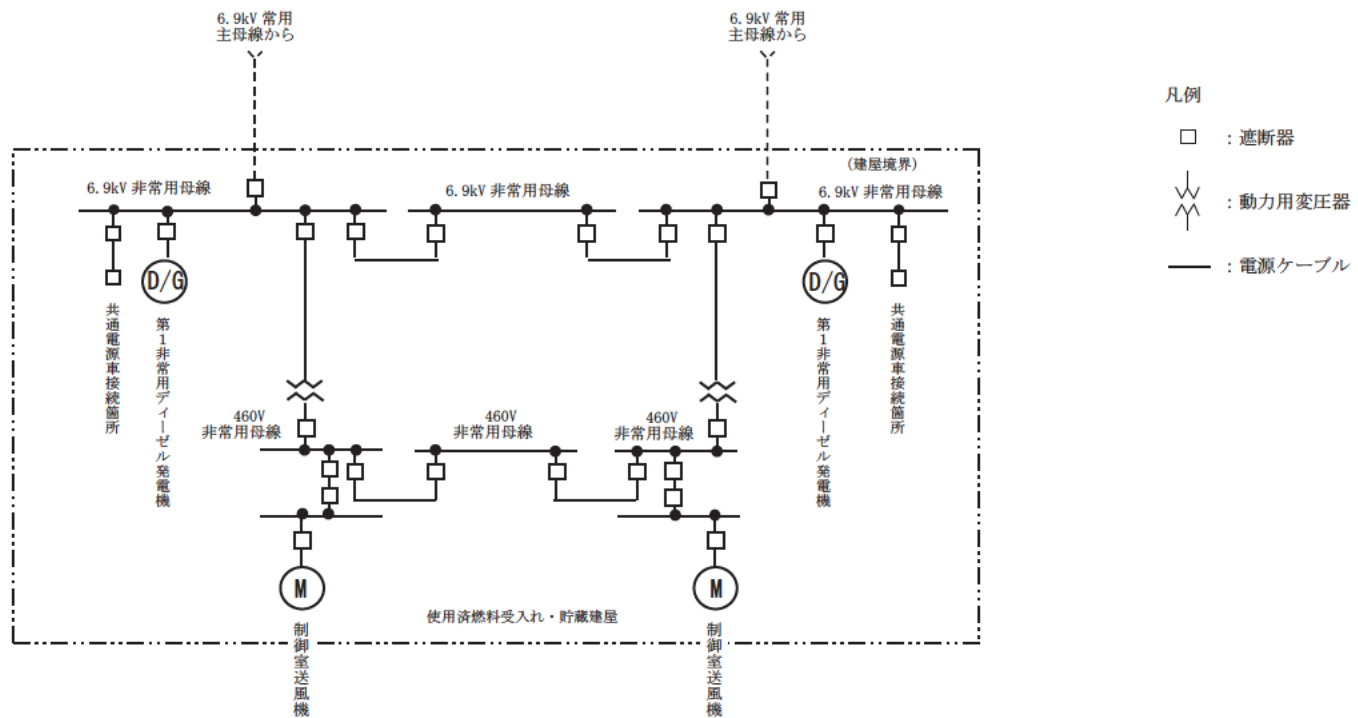 6.9kV 常用
主母線から
6.9kV 常用
主母線から
凡例
：遮断器
：動力用変圧器
：電源ケーブル
（建屋境界）
6.9kV 非常用母線
6.9kV 非常用母線
6.9kV 非常用母線
D/G
D/G
共通電源車接続箇所
第1非常用ディーゼル発電機
第1非常用ディーゼル発電機
共通電源車接続箇所
460V
非常用母線
460V
非常用母線
460V
非常用母線
M
M
使用済燃料受入れ・貯蔵建屋
制御室送風機
制御室送風機